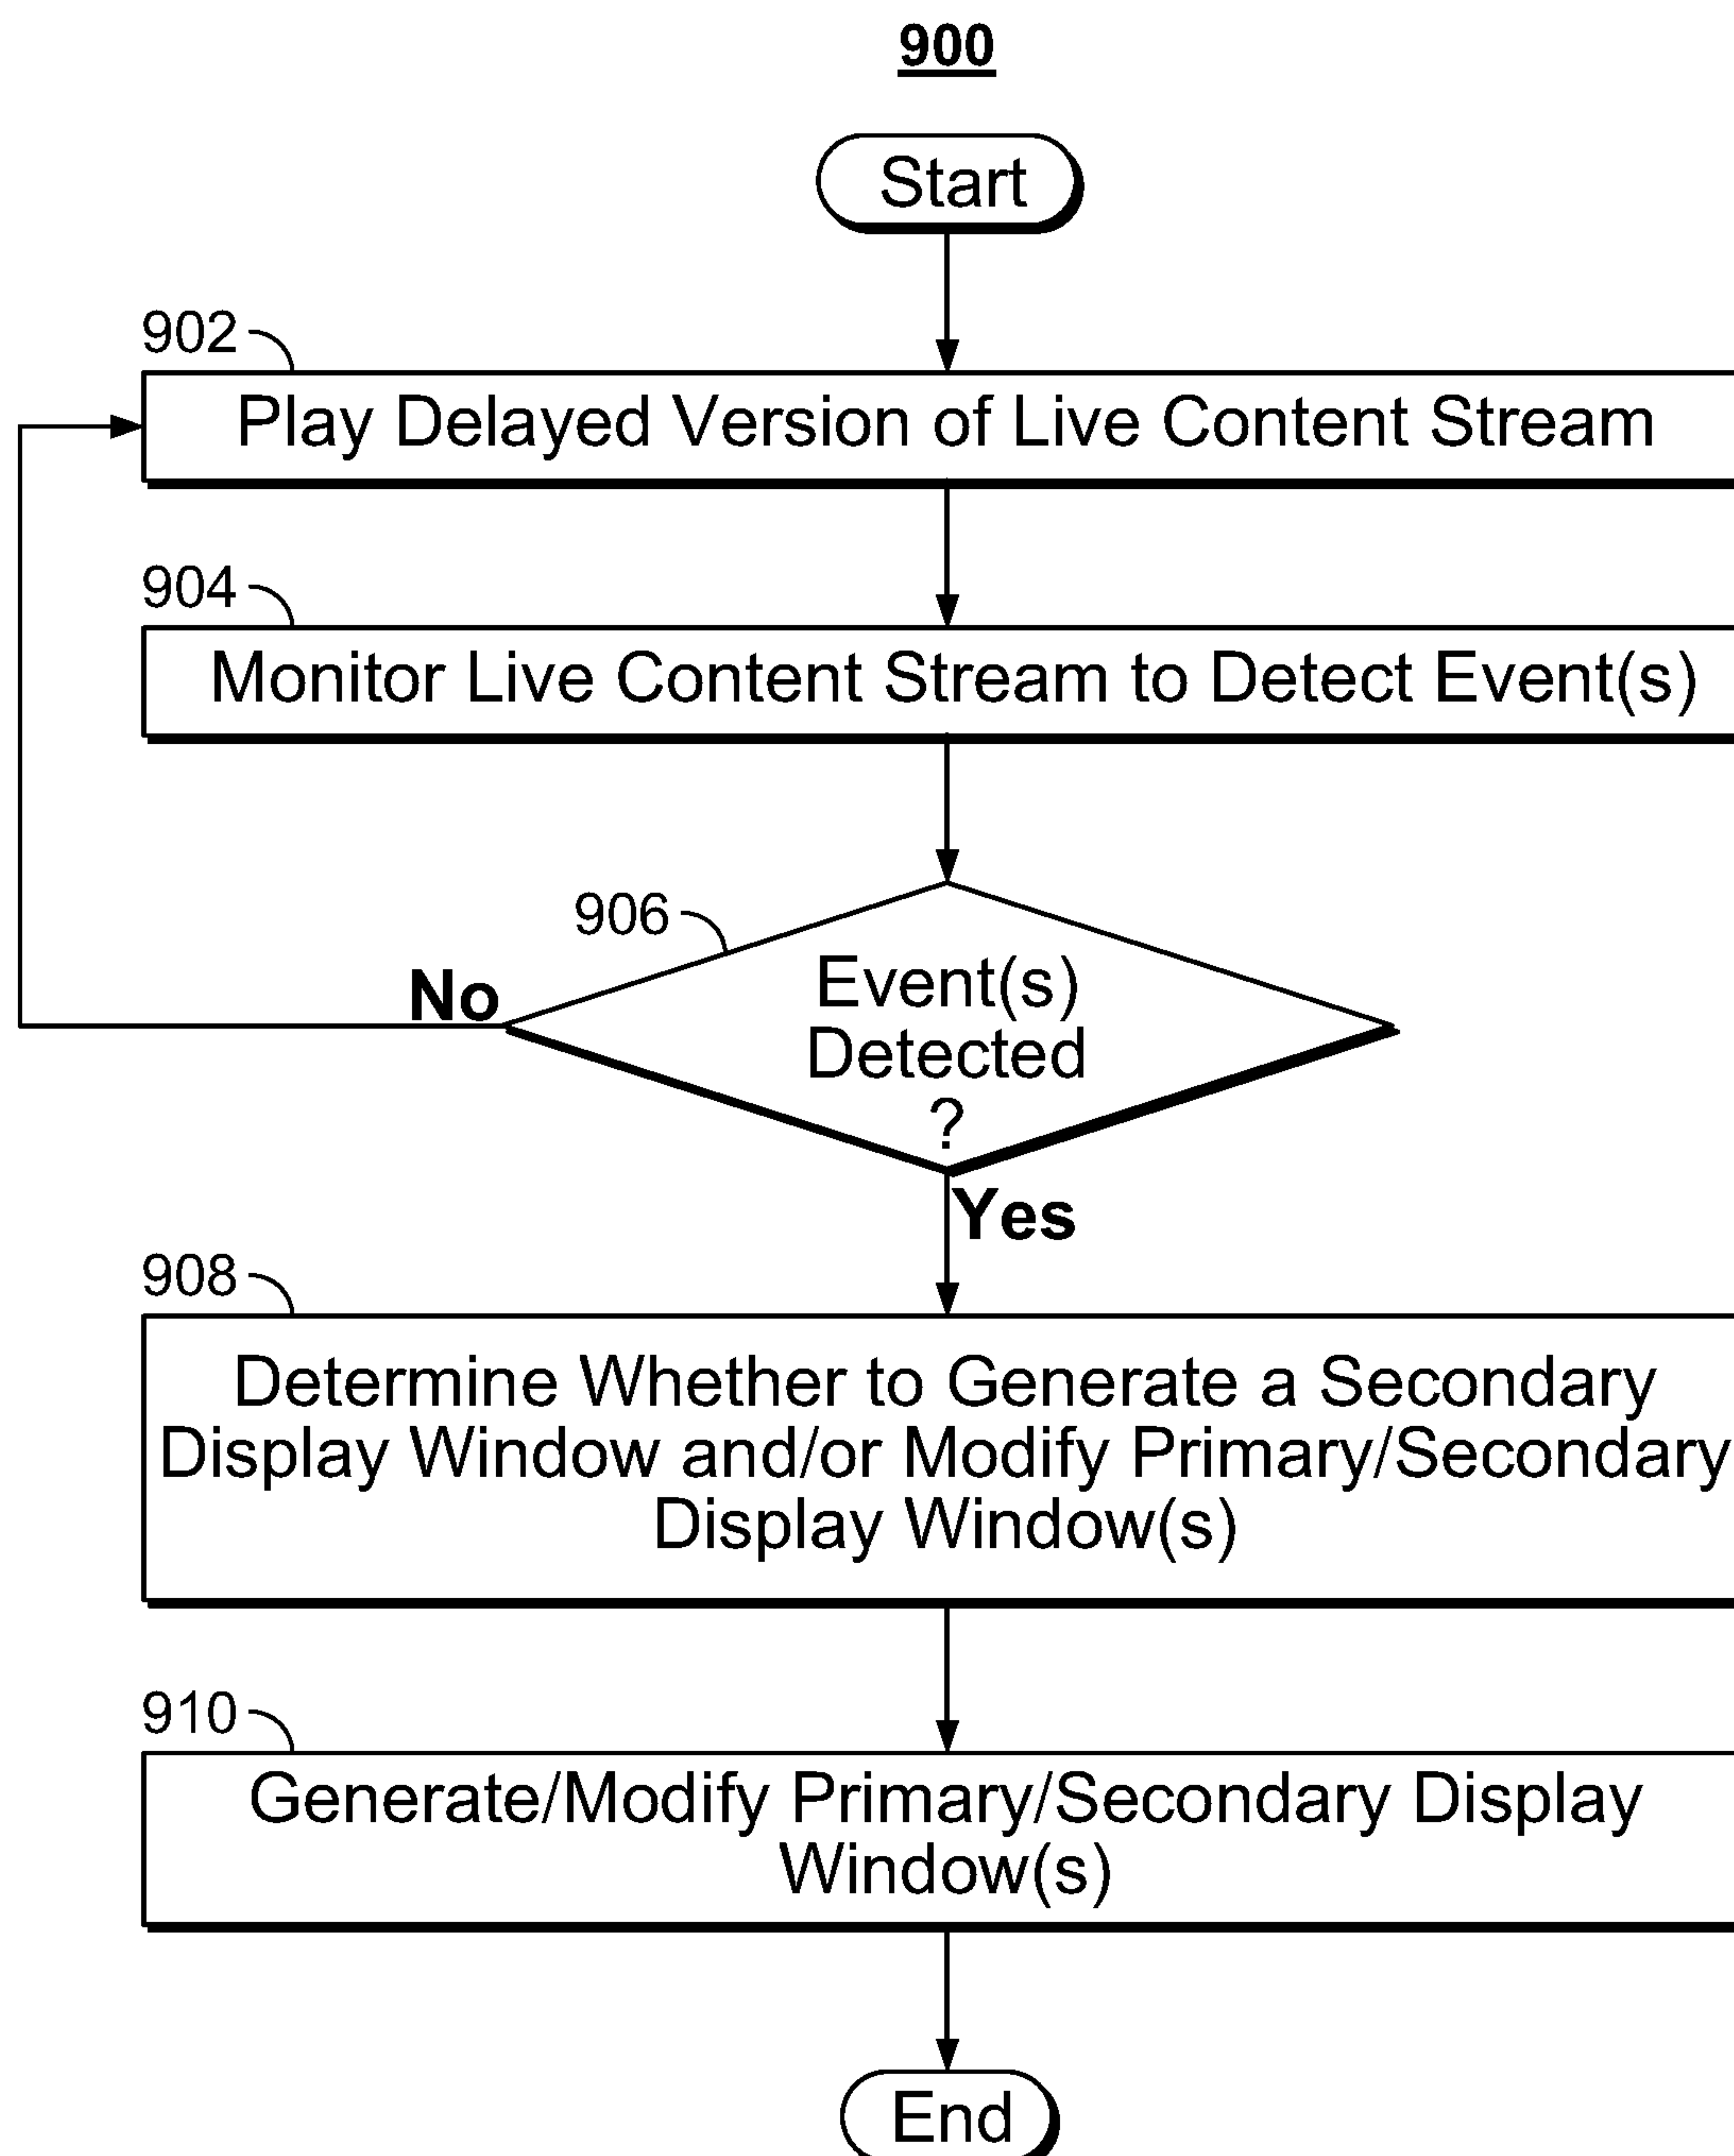 900
Start
902
Play Delayed Version of Live Content Stream
904
Monitor Live Content Stream to Detect Event(s)
906
Event(s)
Detected
?
No
Yes
908
Determine Whether to Generate a Secondary
Display Window and/or Modify Primary/Secondary
Display Window(s)
910
Generate/Modify Primary/Secondary Display
Window(s)
End